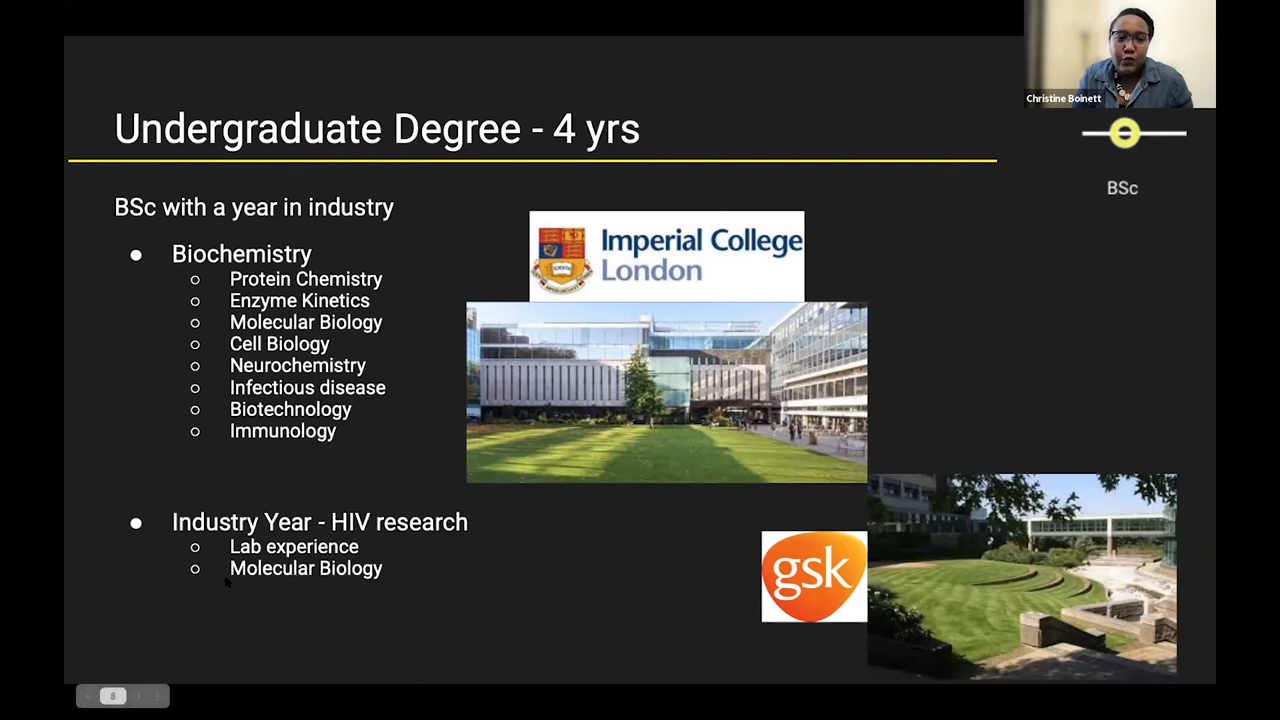 Christine Boinett
Undergraduate Degree - 4 yrs
BSc
BSc with a year in industry
Imperial College
London
● Biochemistry
○ Protein Chemistry
○ Enzyme Kinetics
○ Molecular Biology
○ Cell Biology
○ Neurochemistry
○ Infectious disease
○ Biotechnology
○ Immunology
● Industry Year - HIV research
○ Lab experience
○ Molecular Biology
gsk
8